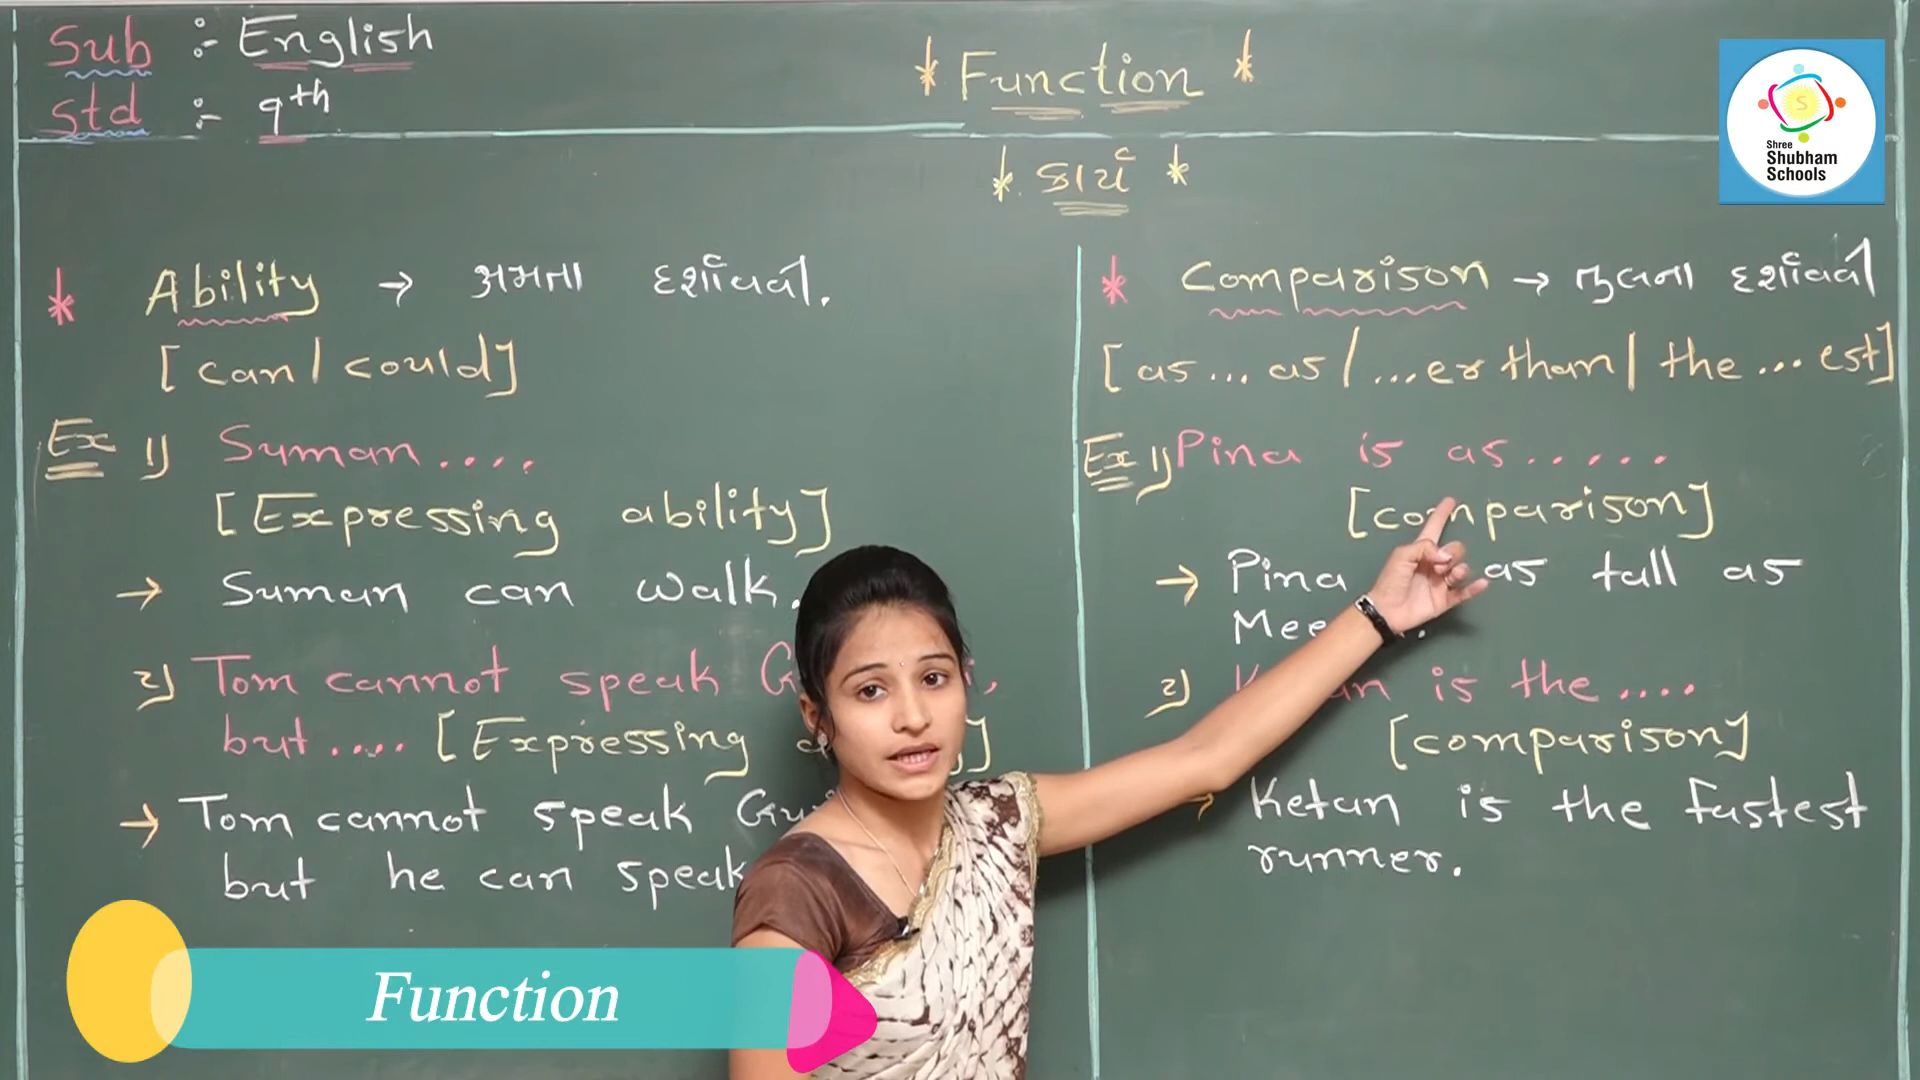 Sub :- English
Std :- 9th
* Function *
* કાર્ય *
Shree
Shubham
Schools
* Ability → ક્ષમતા દર્શાવવી.
[can/could]
Ex 1) Suman....
[Expressing ability]
→ Suman can walk.
2) Tom cannot speak
but.... [Expressing
→ Tom cannot speak
but he can speak
* Comparison → તુલના દર્શાવવી
[as... as/...er than/ the... est]
Ex 1) Pina is as.....
[comparison]
→ Pina as tall as
2) is the....
[comparison]
→ Ketan is the fastest
runner.
Function